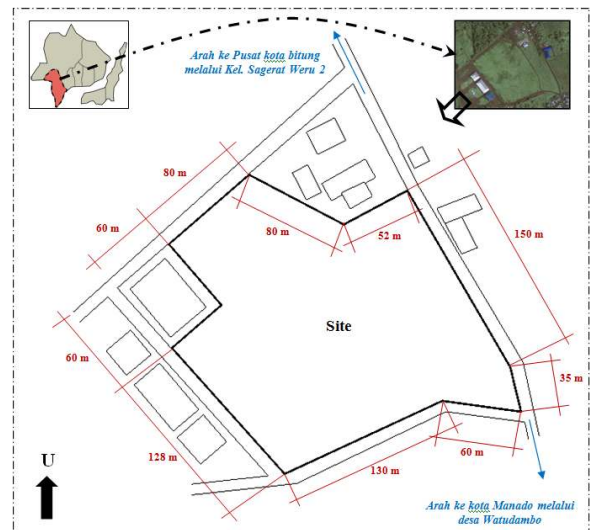 Arah ke Pusat kota bitung
melalui Kel. Sagerat Weru 2
80 m
60 m
80 m
52 m
150 m
Site
60 m
35 m
128 m
130 m
60 m
U
Arah ke kota Manado melalui
desa Watudambo